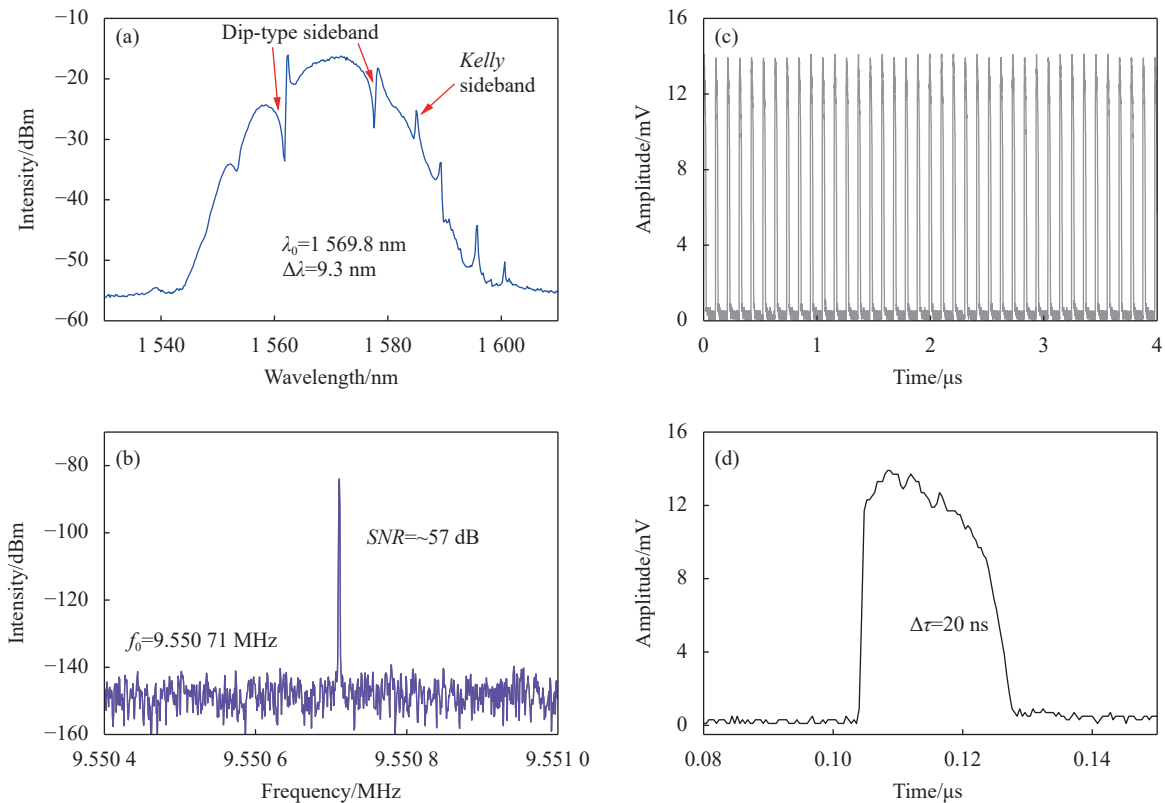 (a)
Dip-type sideband
Kelly
sideband
λ₀=1 569.8 nm
Δλ=9.3 nm
−10
−20
−30
−40
−50
−60
Intensity/dBm
1 540
1 560
1 580
1 600
Wavelength/nm
(c)
16
12
8
4
0
Amplitude/mV
0
1
2
3
4
Time/μs
(b)
SNR=~57 dB
f₀=9.550 71 MHz
−80
−100
−120
−140
−160
Intensity/dBm
9.550 4
9.550 6
9.550 8
9.551 0
Frequency/MHz
(d)
Δτ=20 ns
16
12
8
4
0
Amplitude/mV
0.08
0.10
0.12
0.14
Time/μs